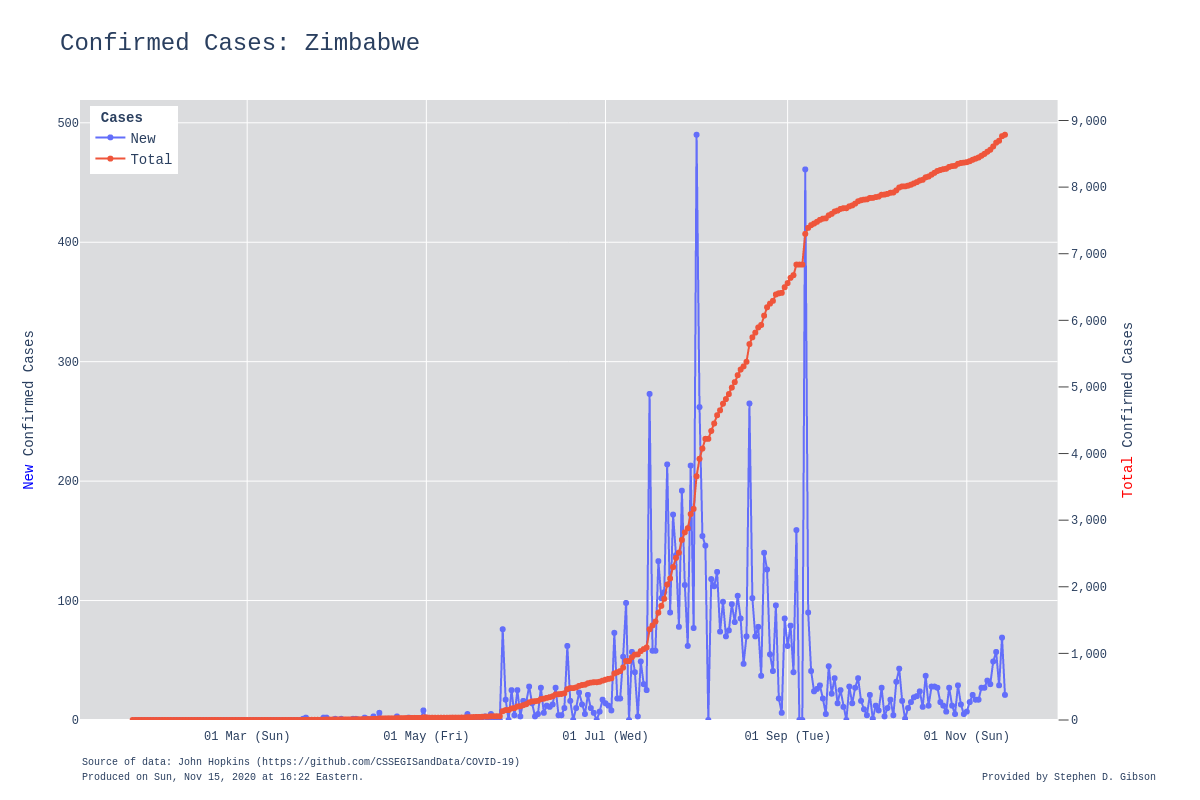 Confirmed Cases: Zimbabwe
Cases
New
Total
500
400
300
200
100
0
9,000
8,000
7,000
6,000
5,000
4,000
3,000
2,000
1,000
0
New Confirmed Cases
Total Confirmed Cases
01 Mar (Sun)
01 May (Fri)
01 Jul (Wed)
01 Sep (Tue)
01 Nov (Sun)
Source of data: John Hopkins (https://github.com/CSSEGISandData/COVID-19)
Produced on Sun, Nov 15, 2020 at 16:22 Eastern.
Provided by Stephen D. Gibson